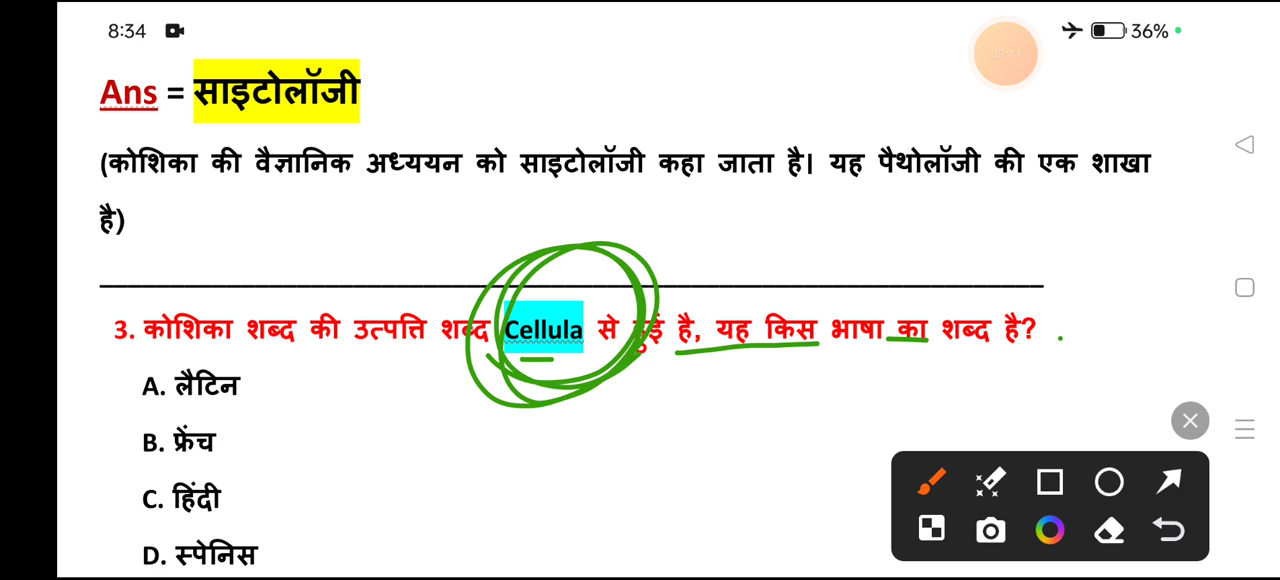 8:34
36%
Ans = साइटोलॉजी
(कोशिका की वैज्ञानिक अध्ययन को साइटोलॉजी कहा जाता है। यह पैथोलॉजी की एक शाखा
है)
3. कोशिका शब्द की उत्पत्ति शब्द Cellula से हुई है, यह किस भाषा का शब्द है?
A. लैटिन
B. फ्रेंच
C. हिंदी
D. स्पेनिस